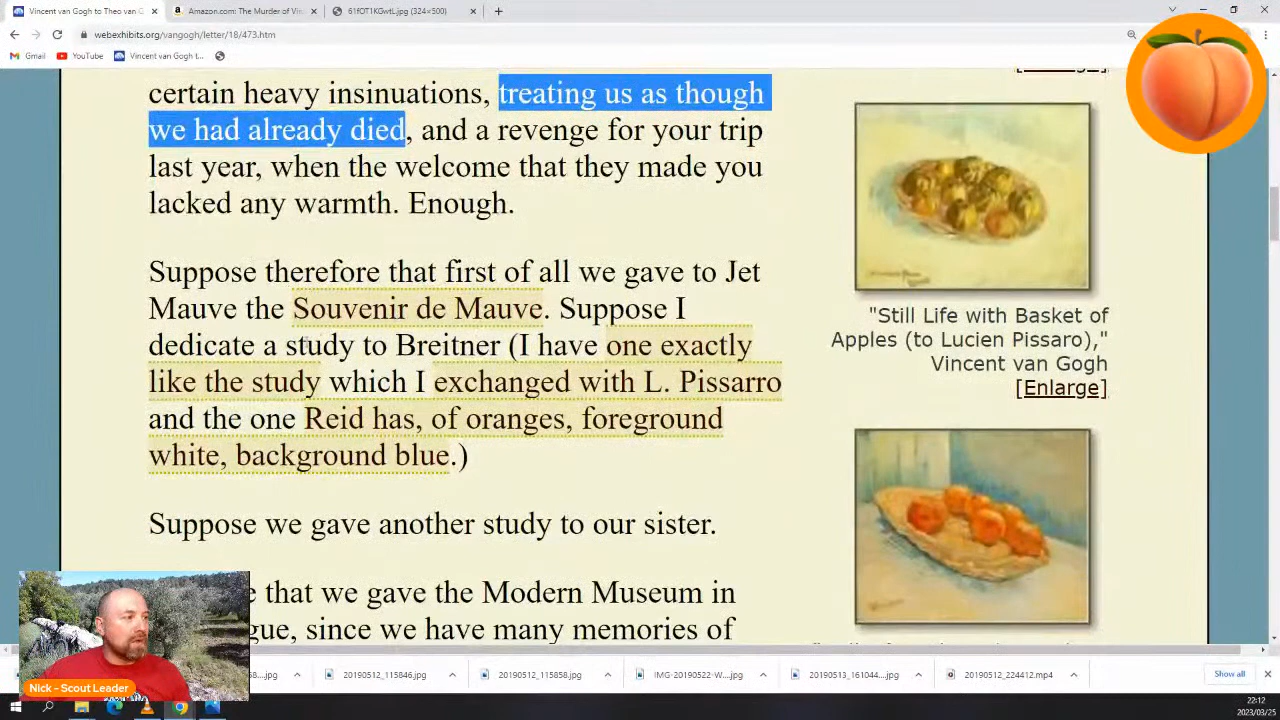 Vincent van Gogh to Theo van G
Amazon.com: The Murder of Vin
61fOT1KGwtL.jpg (324×500)
webexhibits.org/vangogh/letter/18/473.htm
Gmail
YouTube
Vincent van Gogh t...
certain heavy insinuations, treating us as though
we had already died, and a revenge for your trip
last year, when the welcome that they made you
lacked any warmth. Enough.
Suppose therefore that first of all we gave to Jet
Mauve the Souvenir de Mauve. Suppose I
dedicate a study to Breitner (I have one exactly
like the study which I exchanged with L. Pissarro
and the one Reid has, of oranges, foreground
white, background blue.)
Suppose we gave another study to our sister.
that we gave the Modern Museum in
since we have many memories of
"Still Life with Basket of
Apples (to Lucien Pissaro),"
Vincent van Gogh
[Enlarge]
Nick - Scout Leader
20190512_115846.jpg
IMG-20190522-W....jpg
20190513_161044....jpg
20190512_224412.mp4
Show all
22:12
2023/03/25